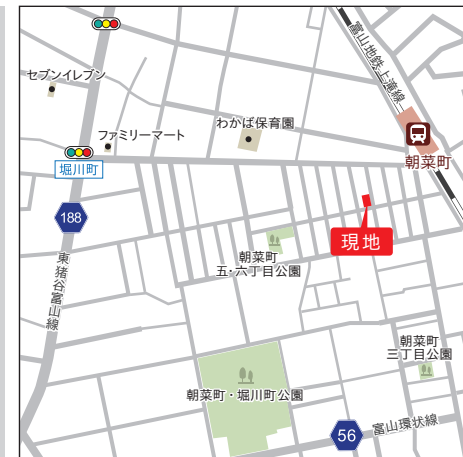 富山地鉄上滝線
セブンイレブン
わかば保育園
ファミリーマート
朝菜町
堀川町
188
現地
朝菜町
五・六丁目公園
東猪谷富山線
朝菜町
三丁目公園
朝菜町・堀川町公園
富山環状線
56